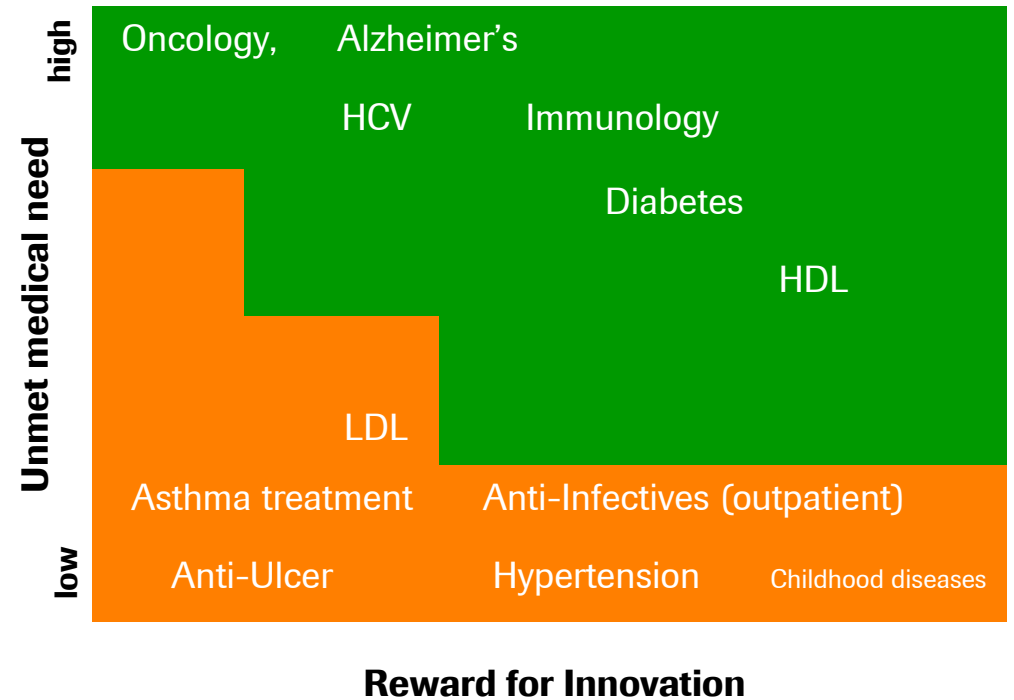 high
Oncology, Alzheimer's
HCV Immunology
Unmet medical need
Diabetes
HDL
LDL
Asthma treatment Anti-Infectives (outpatient)
low
Anti-Ulcer Hypertension Childhood diseases
Reward for Innovation